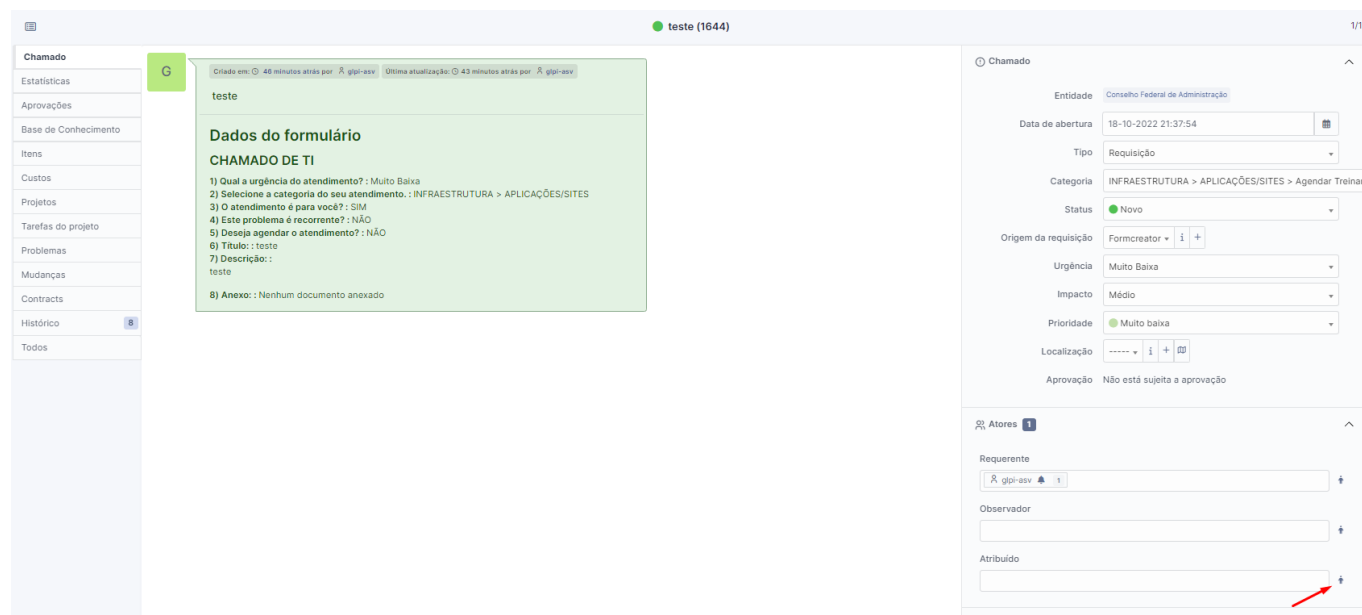 teste (1644)
1/1
Chamado
Estatísticas
Aprovações
Base de Conhecimento
Itens
Custos
Projetos
Tarefas do projeto
Problemas
Mudanças
Contracts
Histórico 8
Todos
G
Criado em: 46 minutos atrás por glpi-asv Última atualização: 43 minutos atrás por glpi-asv
teste
Dados do formulário
CHAMADO DE TI
1) Qual a urgência do atendimento? : Muito Baixa
2) Selecione a categoria do seu atendimento. : INFRAESTRUTURA > APLICAÇÕES/SITES
3) O atendimento é para você? : SIM
4) Este problema é recorrente? : NÃO
5) Deseja agendar o atendimento? : NÃO
6) Título: : teste
7) Descrição: :
teste
8) Anexo: : Nenhum documento anexado
Chamado
Entidade Conselho Federal de Administração
Data de abertura 18-10-2022 21:37:54
Tipo Requisição
Categoria INFRAESTRUTURA > APLICAÇÕES/SITES > Agendar Treinar
Status Novo
Origem da requisição Formcreator i +
Urgência Muito Baixa
Impacto Médio
Prioridade Muito baixa
Localização ----- i +
Aprovação Não está sujeita a aprovação
Atores 1
Requerente
glpi-asv 1
Observador
Atribuído